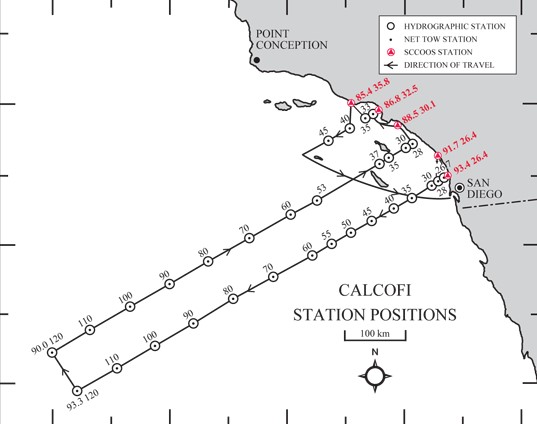 POINT
CONCEPTION
HYDROGRAPHIC STATION
NET TOW STATION
SCCOOS STATION
DIRECTION OF TRAVEL
85.4 35.8
86.8 32.5
88.5 30.1
91.7 26.4
93.4 26.4
33
40
35
45
30
28
37
35
30
28
35
SAN
DIEGO
53
60
70
80
90
100
110
90.0 120
40
45
50
55
60
70
80
90
100
110
93.3 120
CALCOFI
STATION POSITIONS
100 km
N